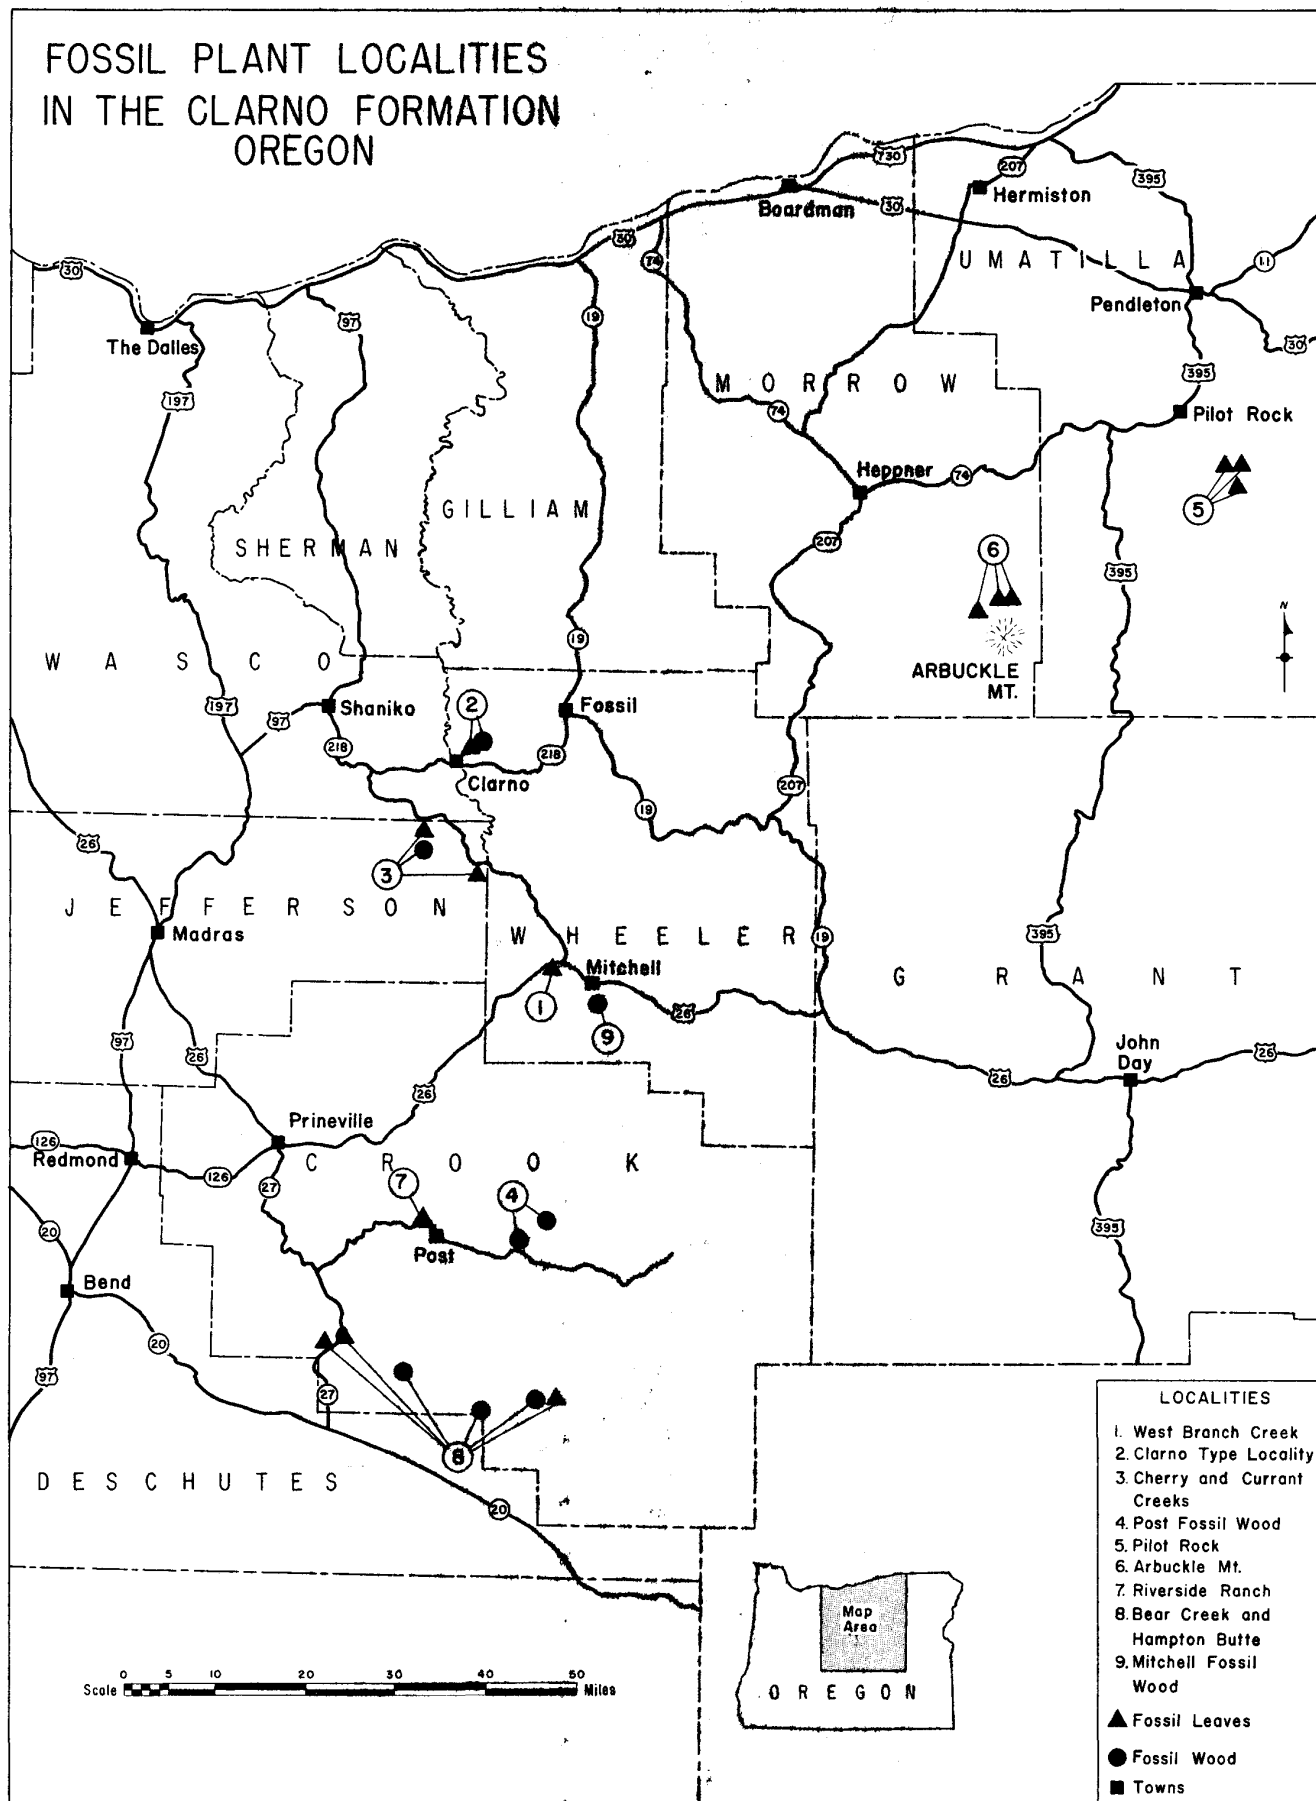 FOSSIL PLANT LOCALITIES
IN THE CLARNO FORMATION
OREGON
730
207
395
Hermiston
Boardman
30
30
74
UMATILLA
11
30
Pendleton
97
19
The Dalles
30
MORROW
395
197
74
Pilot Rock
Heppner
74
GILLIAM
5
207
SHERMAN
6
395
N
19
WASCO
ARBUCKLE
MT.
197
Shaniko
2
Fossil
97
218
218
Clarno
207
19
26
3
JEFFERSON
Madras
WHEELER
19
395
Mitchell
GRANT
1
26
9
97
26
John
Day
26
26
26
Prineville
126
Redmond
126
CROOK
27
7
4
20
395
Post
Bend
20
97
27
8
DESCHUTES
20
LOCALITIES
1. West Branch Creek
2. Clarno Type Locality
3. Cherry and Currant
Creeks
4. Post Fossil Wood
5. Pilot Rock
6. Arbuckle Mt.
7. Riverside Ranch
8. Bear Creek and
Hampton Butte
9. Mitchell Fossil
Wood
Fossil Leaves
Fossil Wood
Towns
Map
Area
OREGON
0 5 10 20 30 40 50
Scale Miles